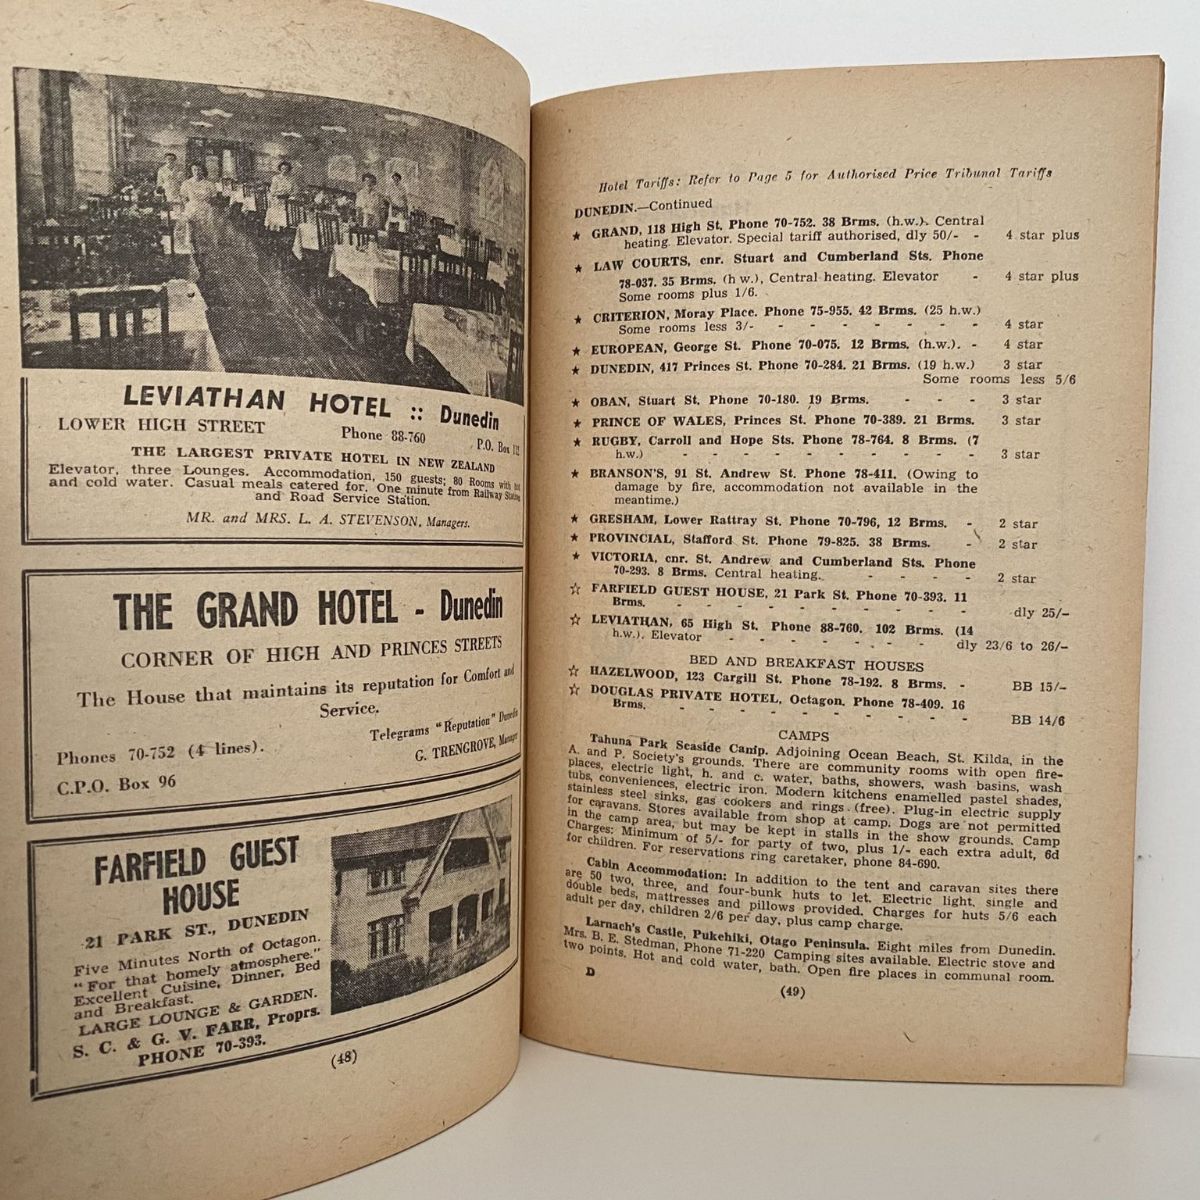 LEVIATHAN HOTEL :: Dunedin
LOWER HIGH STREET
Phone 88-760
P.O. Box
THE LARGEST PRIVATE HOTEL IN NEW ZEALAND
Elevator, three Lounges. Accommodation, 150 guests; 80 Rooms with hot
and cold water. Casual meals catered for. One minute from Railway Station
and Road Service Station.
MR. and MRS. L. A. STEVENSON, Managers.
THE GRAND HOTEL - Dunedin
CORNER OF HIGH AND PRINCES STREETS
The House that maintains its reputation for Comfort and
Service.
Telegrams "Reputation" Dunedin
Phones 70-752 (4 lines).
G. TRENGROVE, Manager
C.P.O. Box 96
FARFIELD GUEST
HOUSE
21 PARK ST., DUNEDIN
Five Minutes North of Octagon.
"For that homely atmosphere."
Excellent Cuisine, Dinner, Bed
and Breakfast.
LARGE LOUNGE & GARDEN.
S. C. & G. V. FARR, Proprs.
PHONE 70-393.
(48)
Hotel Tariffs: Refer to Page 5 for Authorised Price Tribunal Tariffs
DUNEDIN.—Continued
★ GRAND, 118 High St. Phone 70-752. 38 Brms. (h.w.). Central
heating. Elevator. Special tariff authorised, dly 50/- - 4 star plus
★ LAW COURTS, cnr. Stuart and Cumberland Sts. Phone
78-037. 35 Brms. (h w.), Central heating. Elevator - 4 star plus
Some rooms plus 1/6.
★ CRITERION, Moray Place. Phone 75-955. 42 Brms. (25 h.w.)
Some rooms less 3/- - - - - - - - 4 star
★ EUROPEAN, George St. Phone 70-075. 12 Brms. (h.w.). - 4 star
★ DUNEDIN, 417 Princes St. Phone 70-284. 21 Brms. (19 h.w.) 3 star
Some rooms less 5/6
★ OBAN, Stuart St. Phone 70-180. 19 Brms. - - - 3 star
★ PRINCE OF WALES, Princes St. Phone 70-389. 21 Brms. 3 star
★ RUGBY, Carroll and Hope Sts. Phone 78-764. 8 Brms. (7
h.w.) - - - - - - - - - 3 star
★ BRANSON'S, 91 St. Andrew St. Phone 78-411. (Owing to
damage by fire, accommodation not available in the
meantime.)
★ GRESHAM, Lower Rattray St. Phone 70-796, 12 Brms. - 2 star
★ PROVINCIAL, Stafford St. Phone 79-825. 38 Brms. - 2 star
★ VICTORIA, cnr. St. Andrew and Cumberland Sts. Phone
70-293. 8 Brms. Central heating. - - - - 2 star
☆ FARFIELD GUEST HOUSE, 21 Park St. Phone 70-393. 11
Brms. - - - - - - - - - dly 25/-
☆ LEVIATHAN, 65 High St. Phone 88-760. 102 Brms. (14
h.w.). Elevator - - - - - - dly 23/6 to 26/-
BED AND BREAKFAST HOUSES
☆ HAZELWOOD, 123 Cargill St. Phone 78-192. 8 Brms. - BB 15/-
☆ DOUGLAS PRIVATE HOTEL, Octagon. Phone 78-409. 16
Brms. - - - - - - - - - BB 14/6
CAMPS
Tahuna Park Seaside Camp. Adjoining Ocean Beach, St. Kilda, in the
A. and P. Society's grounds. There are community rooms with open fire-
places, electric light, h. and c. water, baths, showers, wash basins, wash
tubs, conveniences, electric iron. Modern kitchens enamelled pastel shades,
stainless steel sinks, gas cookers and rings (free). Plug-in electric supply
for caravans. Stores available from shop at camp. Dogs are not permitted
in the camp area, but may be kept in stalls in the show grounds. Camp
Charges: Minimum of 5/- for party of two, plus 1/- each extra adult, 6d
for children. For reservations ring caretaker, phone 84-690.
Cabin Accommodation: In addition to the tent and caravan sites there
are 50 two, three, and four-bunk huts to let. Electric light, single and
double beds, mattresses and pillows provided. Charges for huts 5/6 each
adult per day, children 2/6 per day, plus camp charge.
Larnach's Castle, Pukehiki, Otago Peninsula. Eight miles from Dunedin.
Mrs. B. E. Stedman, Phone 71-220 Camping sites available. Electric stove and
two points. Hot and cold water, bath. Open fire places in communal room.
D
(49)